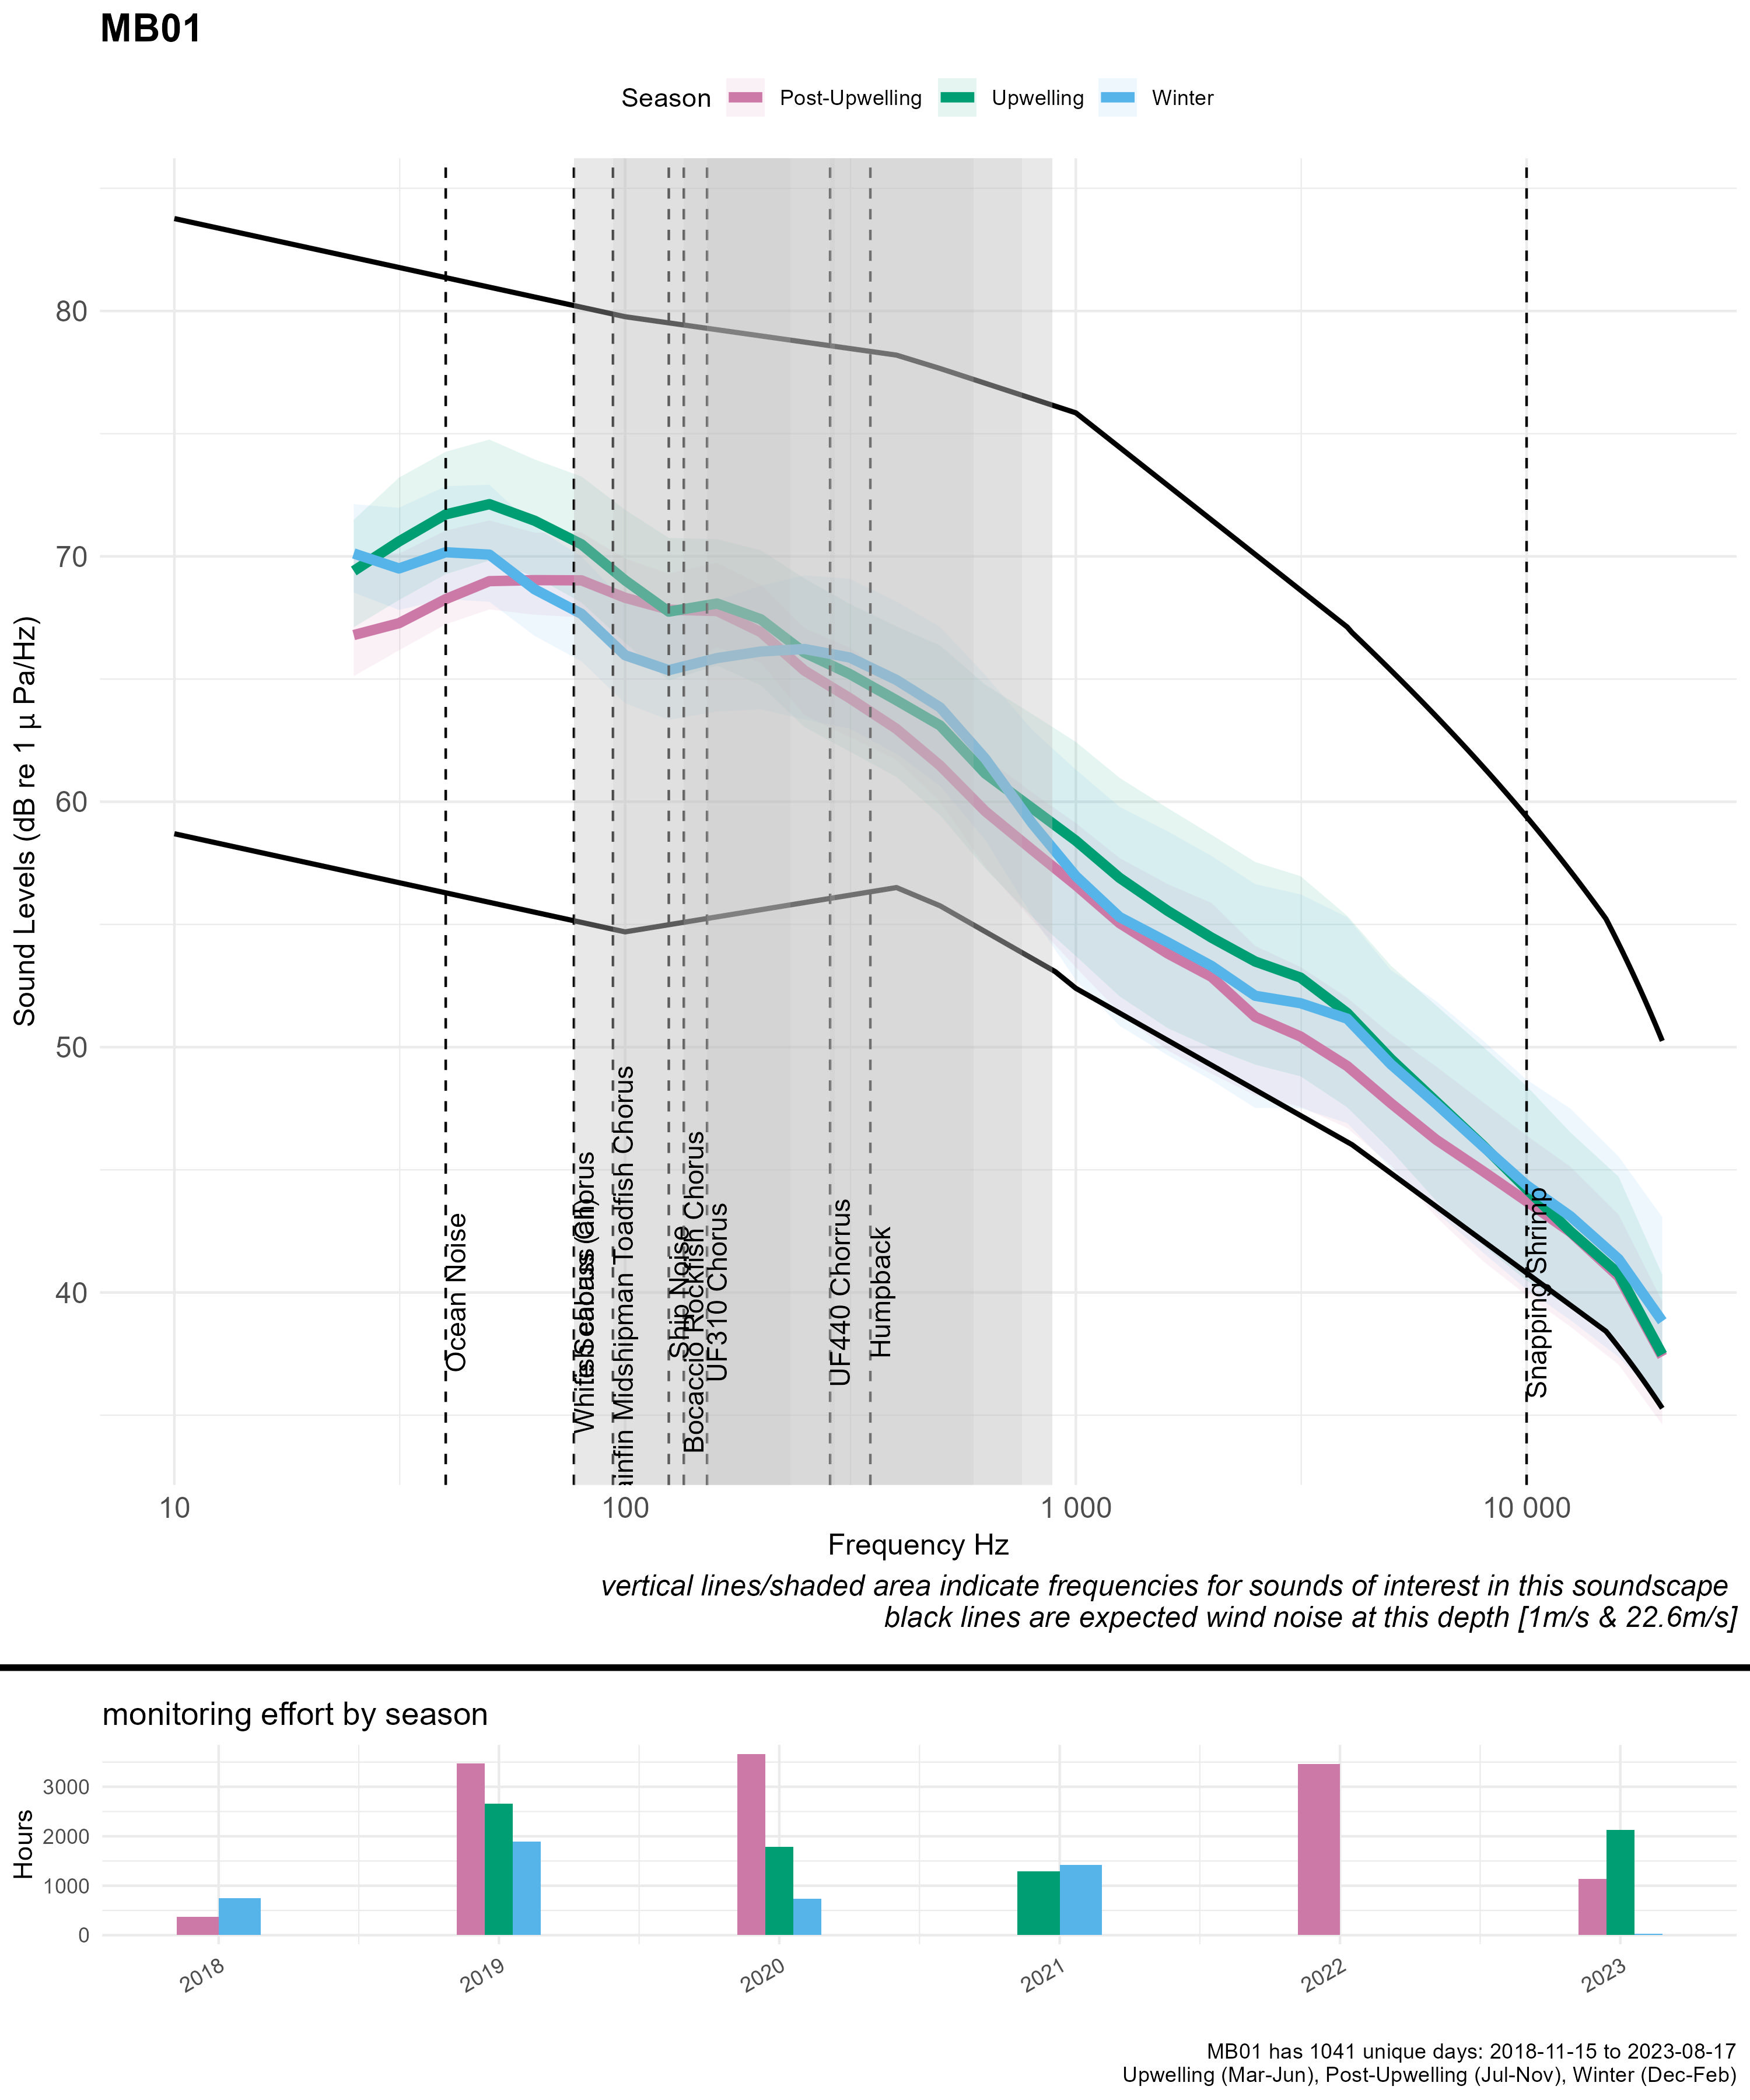 MB01
Season Post-Upwelling Upwelling Winter
Sound Levels (dB re 1 µ Pa/Hz)
80
70
60
50
40
Ocean Noise
Midshipman Toadfish Chorus
Ship Noise
Bocaccio Rockfish Chorus
UF310 Chorus
UF440 Chorrus
Humpback
Snapping Shrimp
10 100 1 000 10 000
Frequency Hz
vertical lines/shaded area indicate frequencies for sounds of interest in this soundscape
black lines are expected wind noise at this depth [1m/s & 22.6m/s]
monitoring effort by season
Hours
3000
2000
1000
0
2018 2019 2020 2021 2022 2023
MB01 has 1041 unique days: 2018-11-15 to 2023-08-17
Upwelling (Mar-Jun), Post-Upwelling (Jul-Nov), Winter (Dec-Feb)